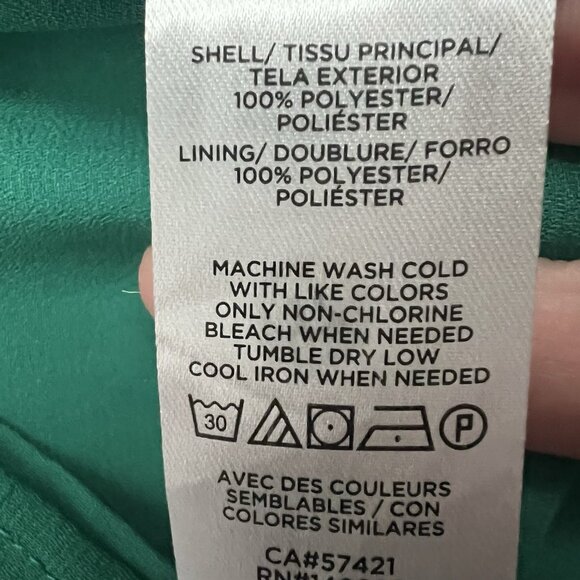 SHELL/ TISSU PRINCIPAL/
TELA EXTERIOR
100% POLYESTER/
POLIÉSTER
LINING/ DOUBLURE/ FORRO
100% POLYESTER/
POLIÉSTER
MACHINE WASH COLD
WITH LIKE COLORS
ONLY NON-CHLORINE
BLEACH WHEN NEEDED
TUMBLE DRY LOW
COOL IRON WHEN NEEDED
30 P
AVEC DES COULEURS
SEMBLABLES / CON
COLORES SIMILARES
CA#57421